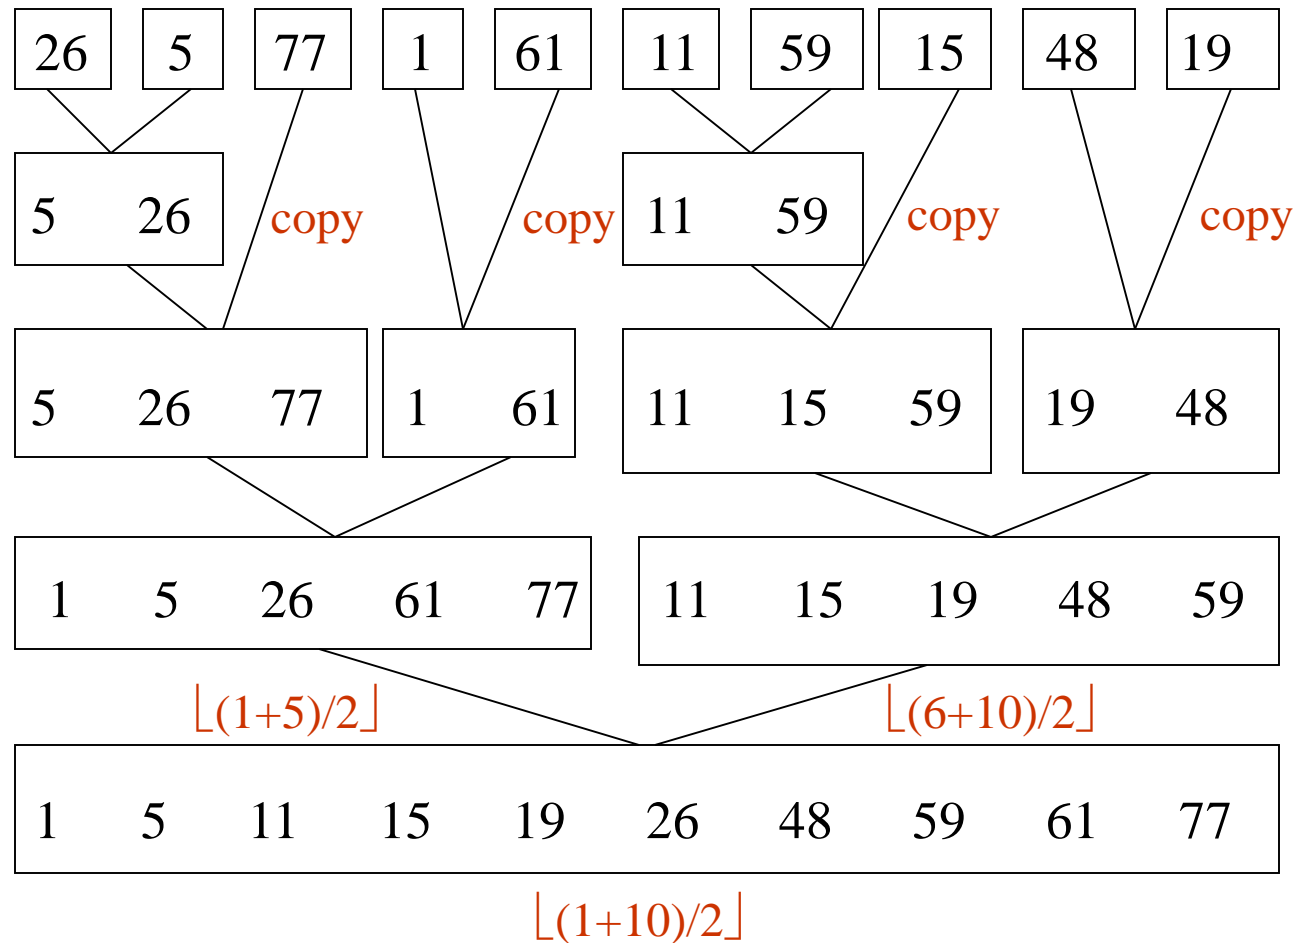 26 5 77 1 61 11 59 15 48 19
5 26 copy copy 11 59 copy copy
5 26 77 1 61 11 15 59 19 48
1 5 26 61 77 11 15 19 48 59
⌊(1+5)/2⌋ ⌊(6+10)/2⌋
1 5 11 15 19 26 48 59 61 77
⌊(1+10)/2⌋